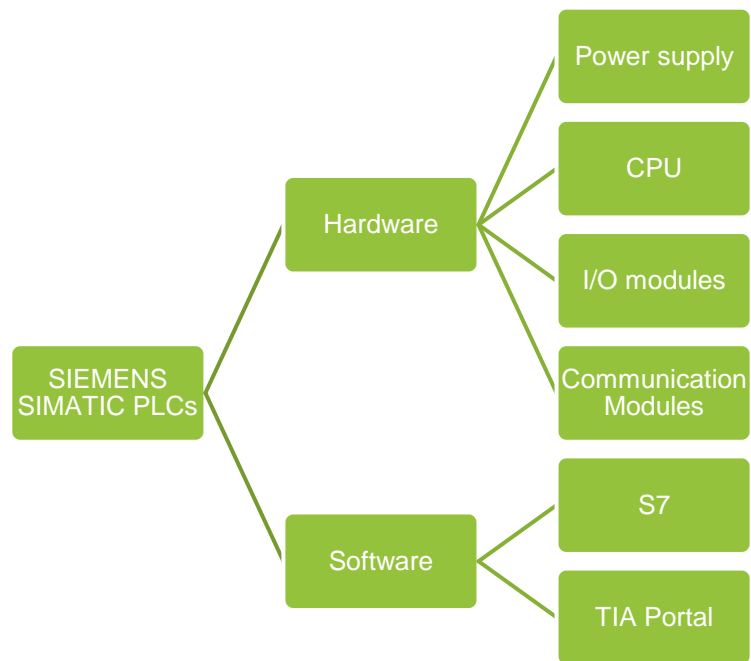 Power supply
CPU
Hardware
I/O modules
SIEMENS
SIMATIC PLCs
Communication
Modules
S7
Software
TIA Portal